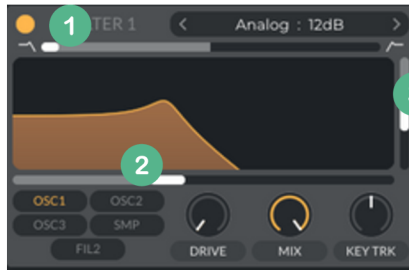 1 TER 1 Analog : 12dB
2
OSC1 OSC2
OSC3 SMP
FIL2
DRIVE MIX KEY TRK